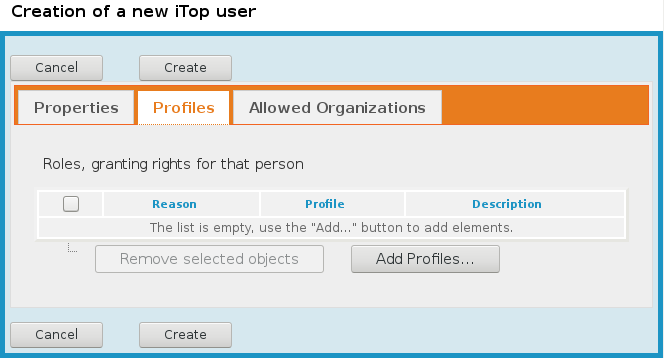 Creation of a new iTop user
Cancel Create
Properties Profiles Allowed Organizations
Roles, granting rights for that person
Reason Profile Description
The list is empty, use the "Add..." button to add elements.
Remove selected objects Add Profiles...
Cancel Create